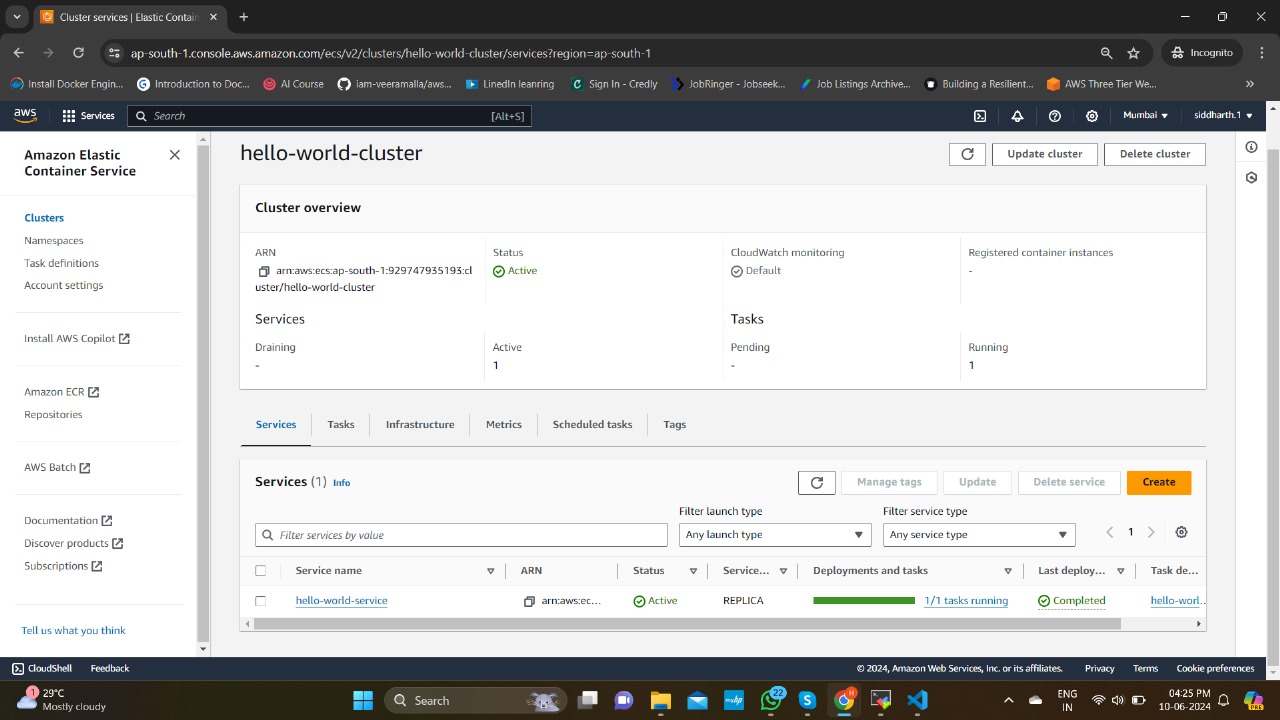 Cluster services | Elastic Contain
ap-south-1.console.aws.amazon.com/ecs/v2/clusters/hello-world-cluster/services?region=ap-south-1
Incognito
Install Docker Engin...
Introduction to Doc...
AI Course
iam-veeramalla/aws...
LinedIn leanring
Sign In - Credly
JobRinger - Jobseek...
Job Listings Archive...
Building a Resilient...
AWS Three Tier We...
aws
Services
Search
[Alt+S]
Mumbai
siddharth.1
Amazon Elastic
Container Service
Clusters
Namespaces
Task definitions
Account settings
Install AWS Copilot
Amazon ECR
Repositories
AWS Batch
Documentation
Discover products
Subscriptions
Tell us what you think
hello-world-cluster
Update cluster
Delete cluster
Cluster overview
ARN
arn:aws:ecs:ap-south-1:929747935193:cl
uster/hello-world-cluster
Status
Active
CloudWatch monitoring
Default
Registered container instances
-
Services
Tasks
Draining
-
Active
1
Pending
-
Running
1
Services
Tasks
Infrastructure
Metrics
Scheduled tasks
Tags
Services (1) Info
Manage tags
Update
Delete service
Create
Filter launch type
Filter service type
Filter services by value
Any launch type
Any service type
1
Service name
ARN
Status
Service...
Deployments and tasks
Last deploy...
Task de...
hello-world-service
arn:aws:ec...
Active
REPLICA
1/1 tasks running
Completed
hello-worl...
CloudShell
Feedback
© 2024, Amazon Web Services, Inc. or its affiliates.
Privacy
Terms
Cookie preferences
1
29°C
Mostly cloudy
Search
22
H
ENG
IN
04:25 PM
10-06-2024
PRE